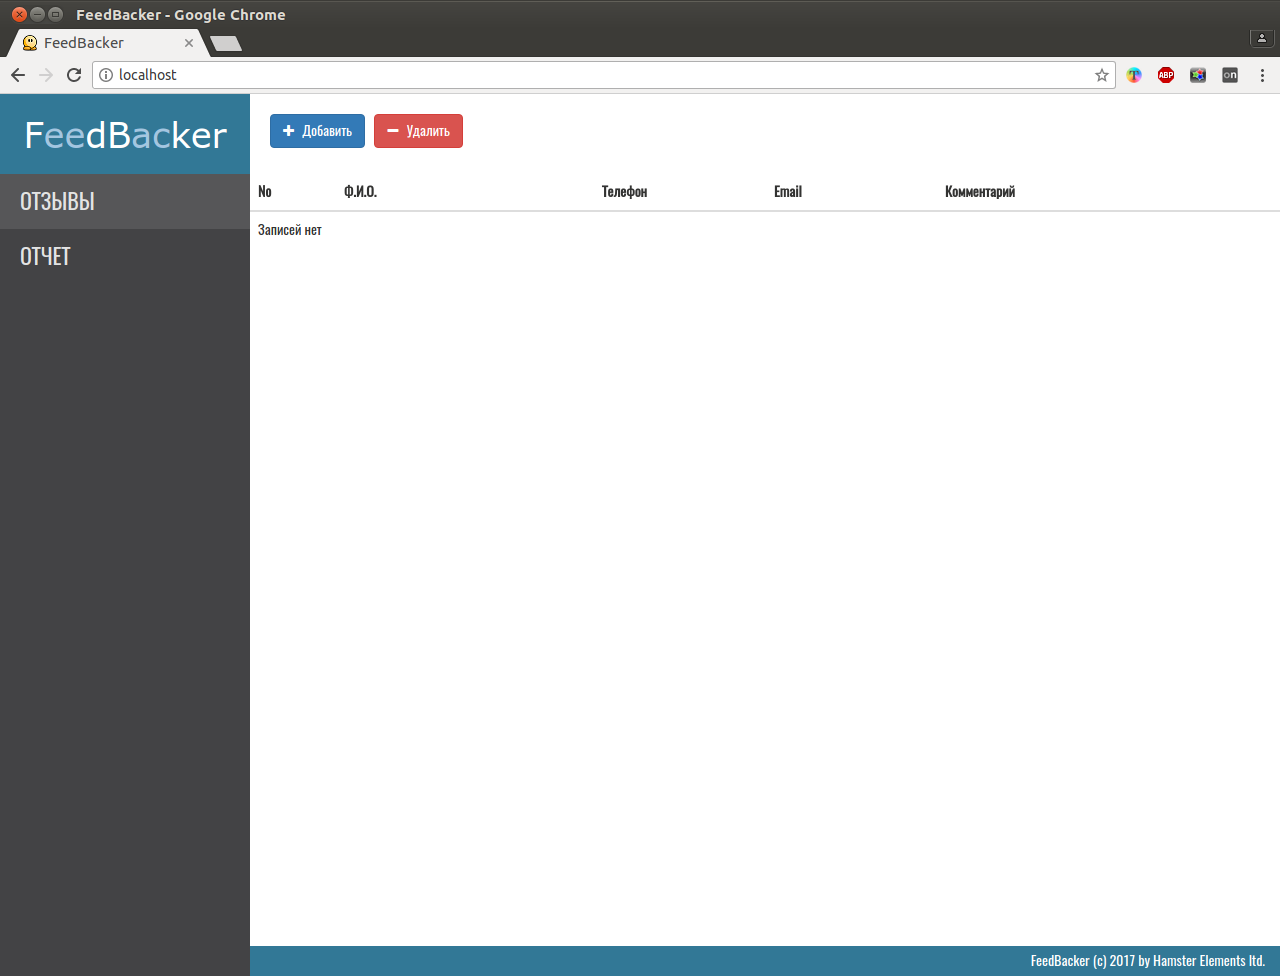 FeedBacker - Google Chrome
FeedBacker
localhost
T
ABP
on
FeedBacker
+ Добавить
− Удалить
ОТЗЫВЫ
ОТЧЕТ
No Ф.И.О. Телефон Email Комментарий
Записей нет
FeedBacker (c) 2017 by Hamster Elements ltd.